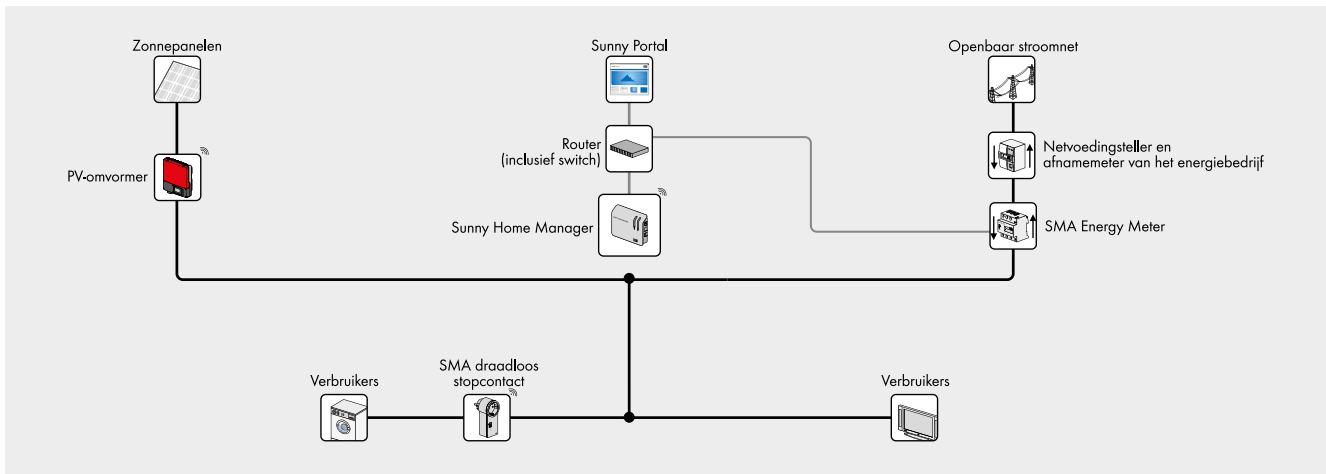 Zonnepanelen
Sunny Portal
Openbaar stroomnet
Router
(inclusief switch)
Netvoedingsteller en
afnamemeter van het energiebedrijf
PV-omvormer
Sunny Home Manager
SMA Energy Meter
SMA draadloos
stopcontact
Verbruikers
Verbruikers